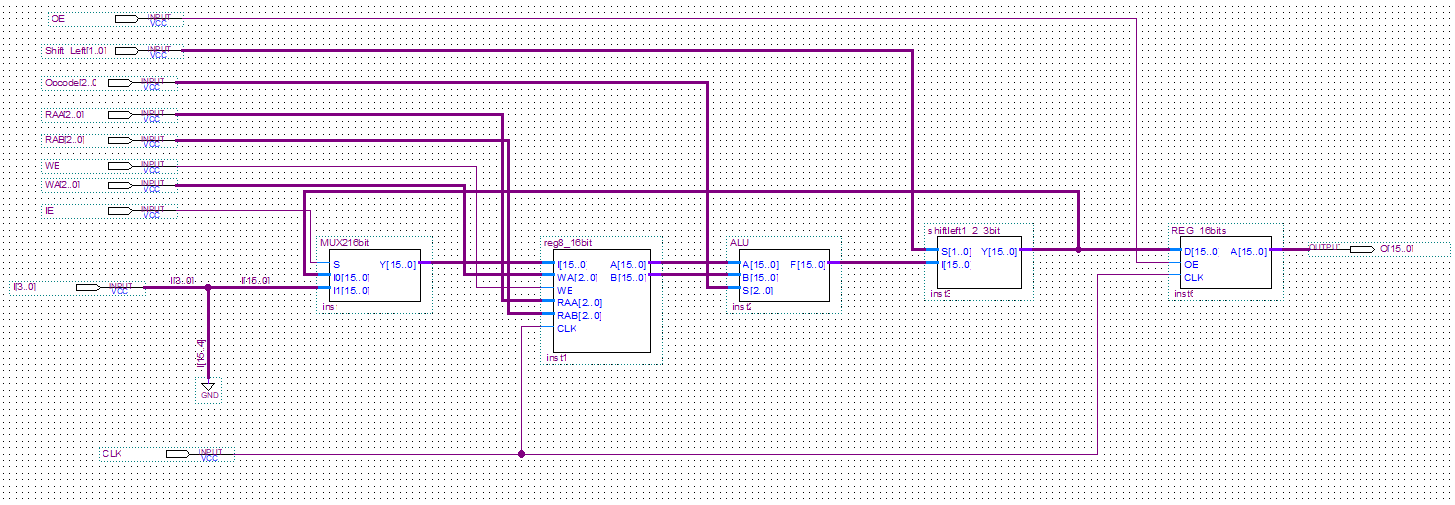 OE INPUT VCC
Shift_Left[1..0] INPUT VCC
Opcode[2..0] INPUT VCC
RAA[2..0] INPUT VCC
RAB[2..0] INPUT VCC
WE INPUT VCC
WA[2..0] INPUT VCC
IE INPUT VCC
MUX216bit
S Y[15..0]
I0[15..0]
I1[15..0]
inst
reg8_16bit
I[15..0 A[15..0]
WA[2..0] B[15..0]
WE
RAA[2..0]
RAB[2..0]
CLK
inst1
ALU
A[15..0] F[15..0]
B[15..0]
S[2..0]
inst2
shiftleft1_2_3bit
S[1..0] Y[15..0]
I[15..0
inst3
REG_16bits
D[15..0] A[15..0]
OE
CLK
inst6
OUTPUT O[15..0]
I[3..0] INPUT VCC I[3..0] I[15..0]
I[15..4]
GND
CLK INPUT VCC